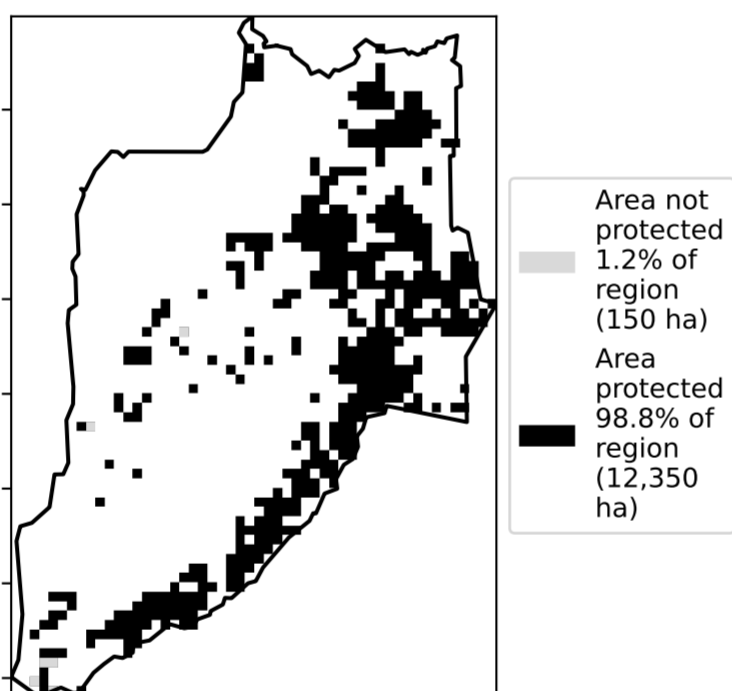 Area not
protected
1.2% of
region
(150 ha)
Area
protected
98.8% of
region
(12,350
ha)